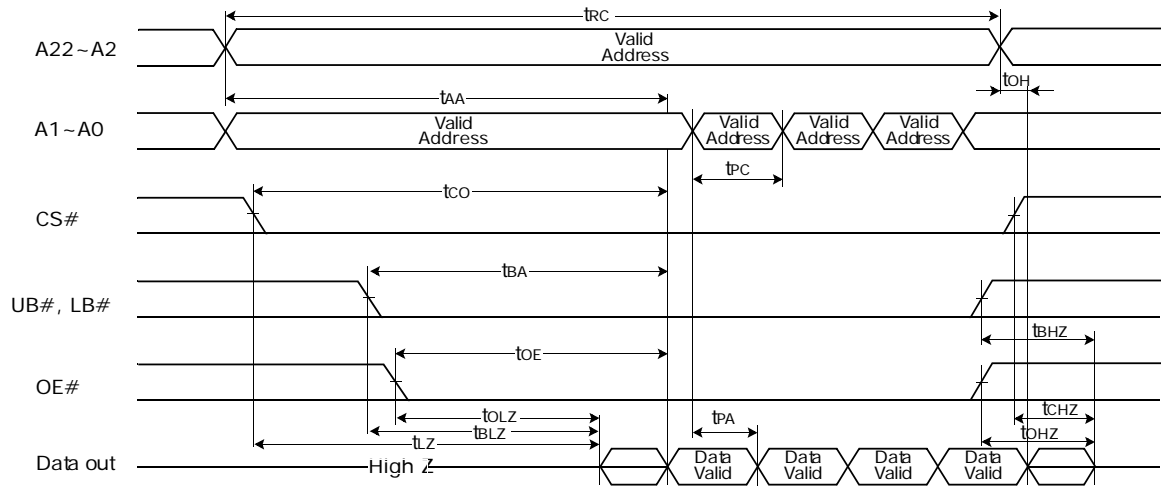 tRC
A22~A2
Valid
Address
tOH
tAA
A1~A0
Valid
Address
Valid
Address
Valid
Address
Valid
Address
tPC
tCO
CS#
tBA
UB#, LB#
tBHZ
tOE
OE#
tOLZ
tPA
tCHZ
tBLZ
tOHZ
tLZ
Data out
High Z
Data
Valid
Data
Valid
Data
Valid
Data
Valid